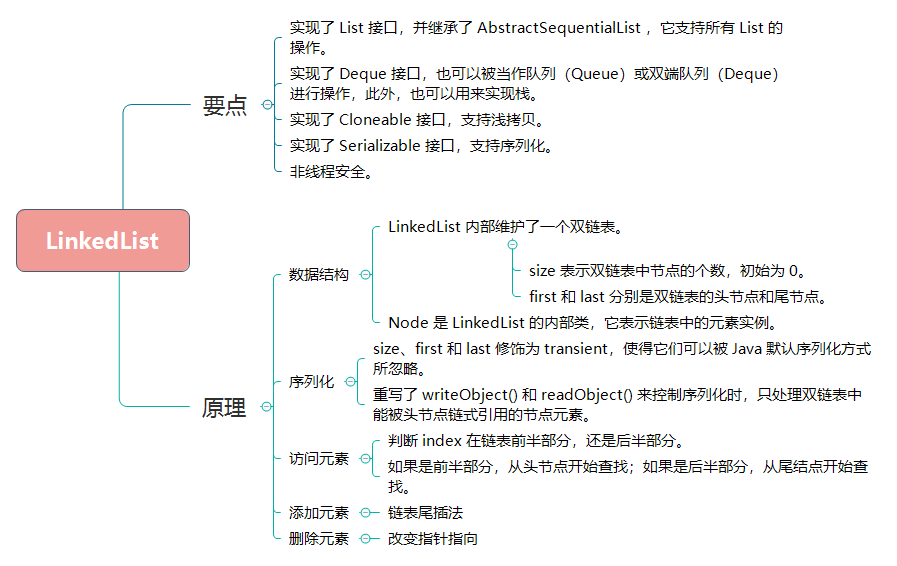 LinkedList
要点
实现了 List 接口，并继承了 AbstractSequentialList ，它支持所有 List 的
操作。
实现了 Deque 接口，也可以被当作队列（Queue）或双端队列（Deque）
进行操作，此外，也可以用来实现栈。
实现了 Cloneable 接口，支持浅拷贝。
实现了 Serializable 接口，支持序列化。
非线程安全。
原理
数据结构
LinkedList 内部维护了一个双链表。
size 表示双链表中节点的个数，初始为 0。
first 和 last 分别是双链表的头节点和尾节点。
Node 是 LinkedList 的内部类，它表示链表中的元素实例。
序列化
size、first 和 last 修饰为 transient，使得它们可以被 Java 默认序列化方式
所忽略。
重写了 writeObject() 和 readObject() 来控制序列化时，只处理双链表中
能被头节点链式引用的节点元素。
访问元素
判断 index 在链表前半部分，还是后半部分。
如果是前半部分，从头节点开始查找；如果是后半部分，从尾结点开始查
找。
添加元素
链表尾插法
删除元素
改变指针指向